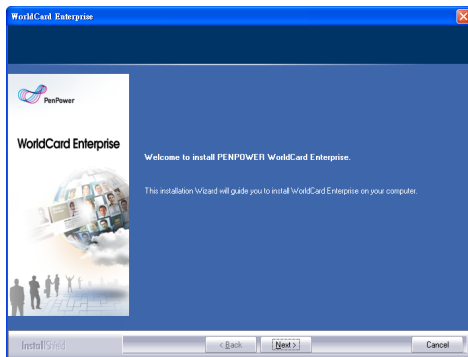 WorldCard Enterprise
PenPower
WorldCard Enterprise
Welcome to install PENPOWER WorldCard Enterprise.
This installation Wizard will guide you to install WorldCard Enterprise on your computer.
InstallShield
< Back
Next >
Cancel